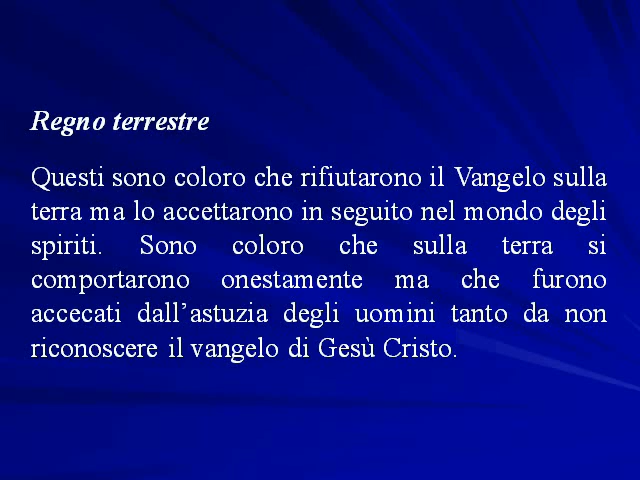 Regno terrestre
Questi sono coloro che rifiutarono il Vangelo sulla
terra ma lo accettarono in seguito nel mondo degli
spiriti. Sono coloro che sulla terra si
comportarono onestamente ma che furono
accecati dall’astuzia degli uomini tanto da non
riconoscere il vangelo di Gesù Cristo.